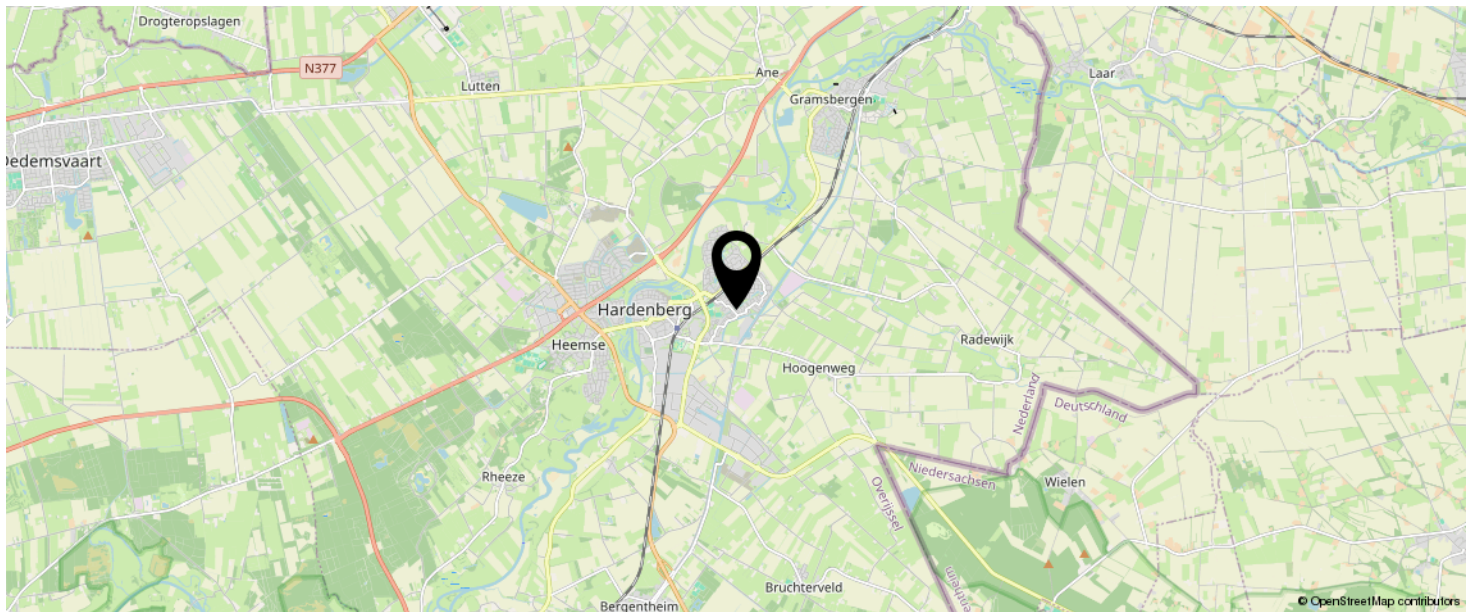 Drogteropslagen
N377
Ane
Laar
Lutten
Gramsbergen
Dedemsvaart
Hardenberg
Radewijk
Heemse
Hoogenweg
Nederland
Deutschland
Niedersachsen
Rheeze
Wielen
Overijssel
Bruchterveld
entheim
Bergentheim
© OpenStreetMap contributors